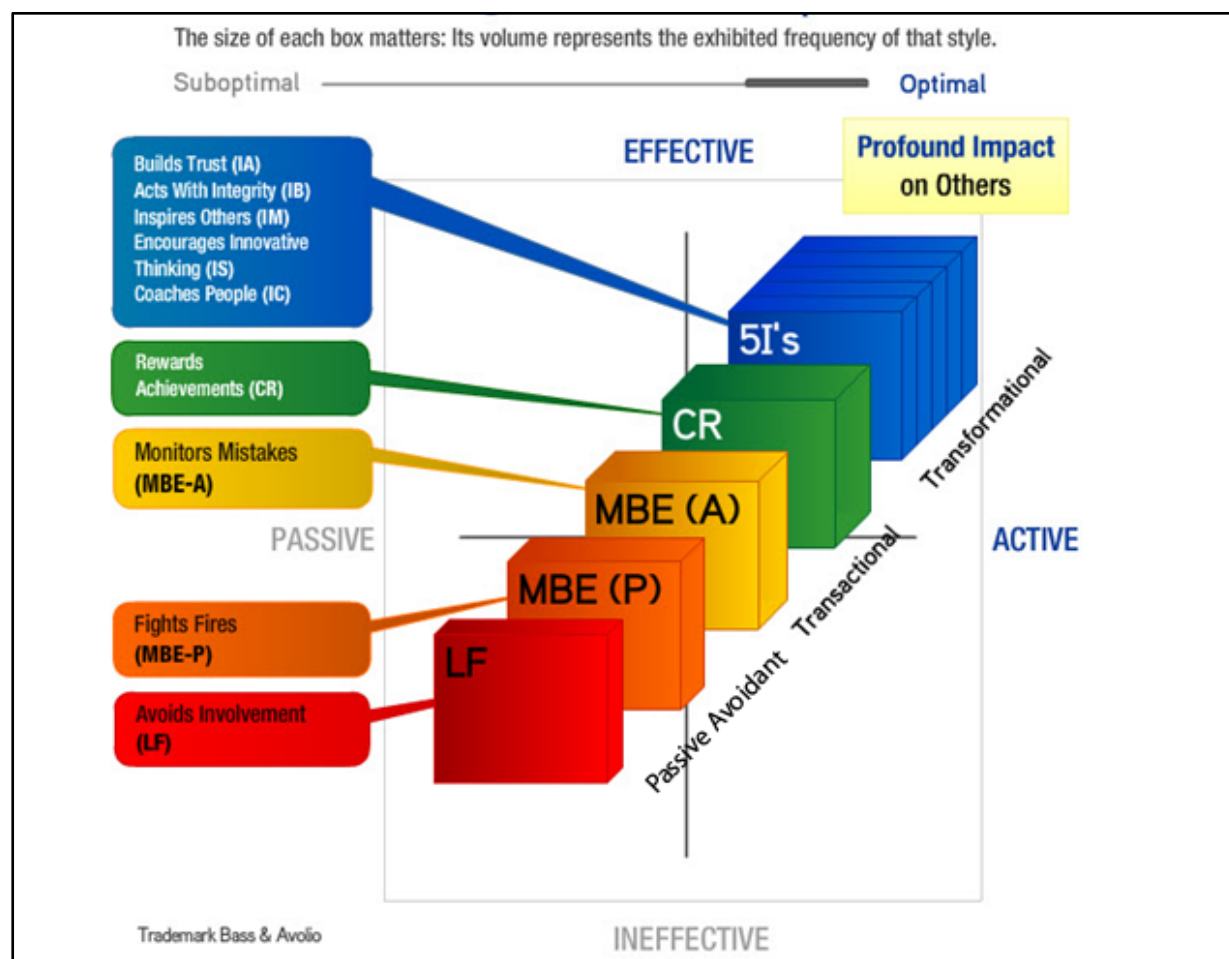 The size of each box matters: Its volume represents the exhibited frequency of that style.
Suboptimal
Optimal
EFFECTIVE
Profound Impact
on Others
Builds Trust (IA)
Acts With Integrity (IB)
Inspires Others (IM)
Encourages Innovative
Thinking (IS)
Coaches People (IC)
5I's
Rewards
Achievements (CR)
CR
Transformational
Monitors Mistakes
(MBE-A)
MBE (A)
PASSIVE
ACTIVE
MBE (P)
Transactional
Fights Fires
(MBE-P)
LF
Passive Avoidant
Avoids Involvement
(LF)
Trademark Bass & Avolio
INEFFECTIVE